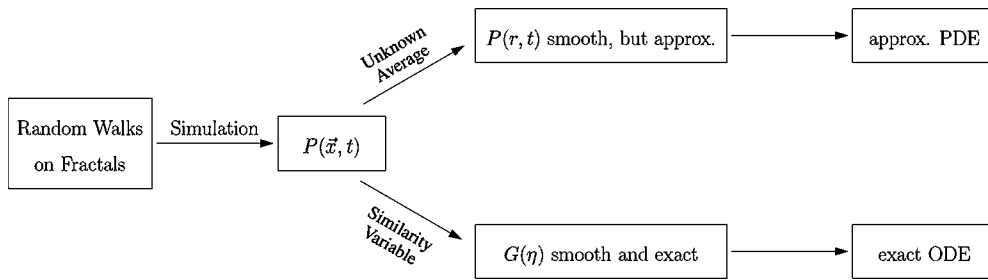 Random Walks
on Fractals
Simulation
P(x⃗, t)
Unknown
Average
P(r, t) smooth, but approx.
approx. PDE
Similarity
Variable
G(η) smooth and exact
exact ODE